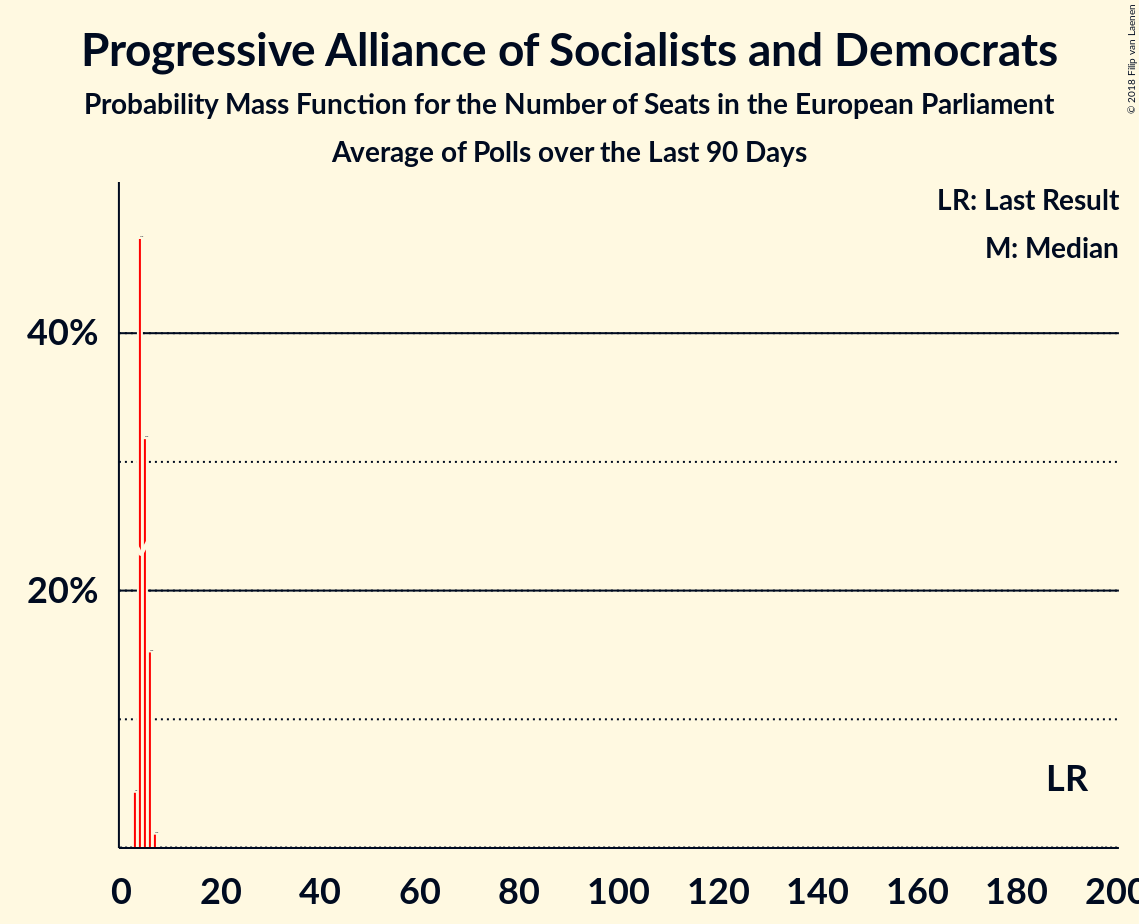 Progressive Alliance of Socialists and Democrats
Probability Mass Function for the Number of Seats in the European Parliament
Average of Polls over the Last 90 Days
© 2018 Filip van Laenen
LR: Last Result
M: Median
40%
20%
LR
0 20 40 60 80 100 120 140 160 180 200